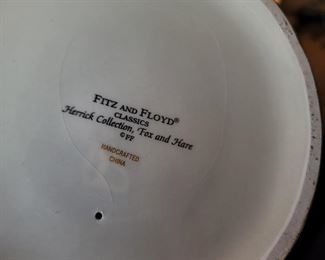 FITZ AND FLOYD®
CLASSICS
Herrick Collection, Fox and Hare
©FF
HANDCRAFTED
CHINA